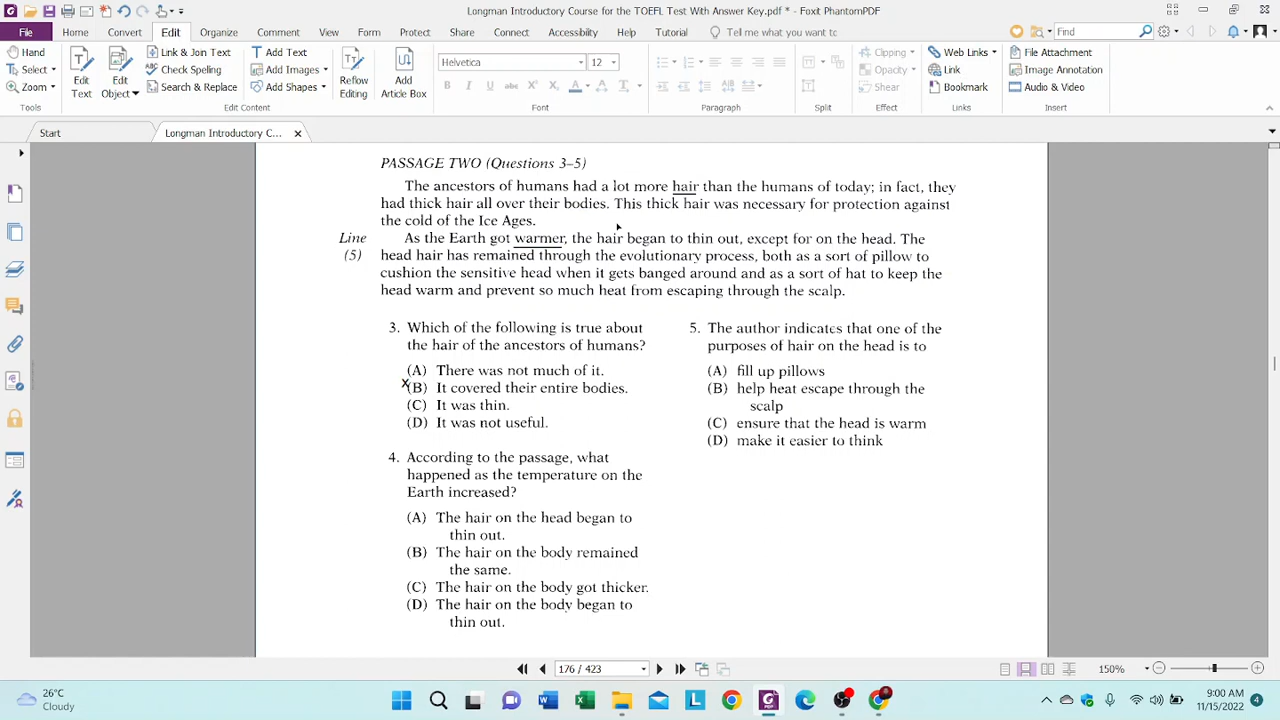 Longman Introductory Course for the TOEFL Test With Answer Key.pdf * - Foxit PhantomPDF
File Home Convert Edit Organize Comment View Form Protect Share Connect Accessibility Help Tutorial Tell me what you want tc Find
Hand
Select
Zoom
Tools
Edit Text
Edit Object
Link & Join Text
Check Spelling
Search & Replace
Add Text
Add Images
Add Shapes
Edit Content
Reflow Editing
Add Article Box
Helvetica 12
B I U abc X² X₂ A T
Font
Paragraph
Split
Clipping
Opacity
Shape
Effect
Web Links
Link
Bookmark
Links
File Attachment
Image Annotation
Audio & Video
Insert
Start Longman Introductory C...
PASSAGE TWO (Questions 3–5)
The ancestors of humans had a lot more hair than the humans of today; in fact, they
had thick hair all over their bodies. This thick hair was necessary for protection against
the cold of the Ice Ages.
Line As the Earth got warmer, the hair began to thin out, except for on the head. The
(5) head hair has remained through the evolutionary process, both as a sort of pillow to
cushion the sensitive head when it gets banged around and as a sort of hat to keep the
head warm and prevent so much heat from escaping through the scalp.
3. Which of the following is true about
the hair of the ancestors of humans?
(A) There was not much of it.
X(B) It covered their entire bodies.
(C) It was thin.
(D) It was not useful.
4. According to the passage, what
happened as the temperature on the
Earth increased?
(A) The hair on the head began to
thin out.
(B) The hair on the body remained
the same.
(C) The hair on the body got thicker.
(D) The hair on the body began to
thin out.
5. The author indicates that one of the
purposes of hair on the head is to
(A) fill up pillows
(B) help heat escape through the
scalp
(C) ensure that the head is warm
(D) make it easier to think
176 / 423
150%
26°C
Cloudy
9:00 AM
11/15/2022